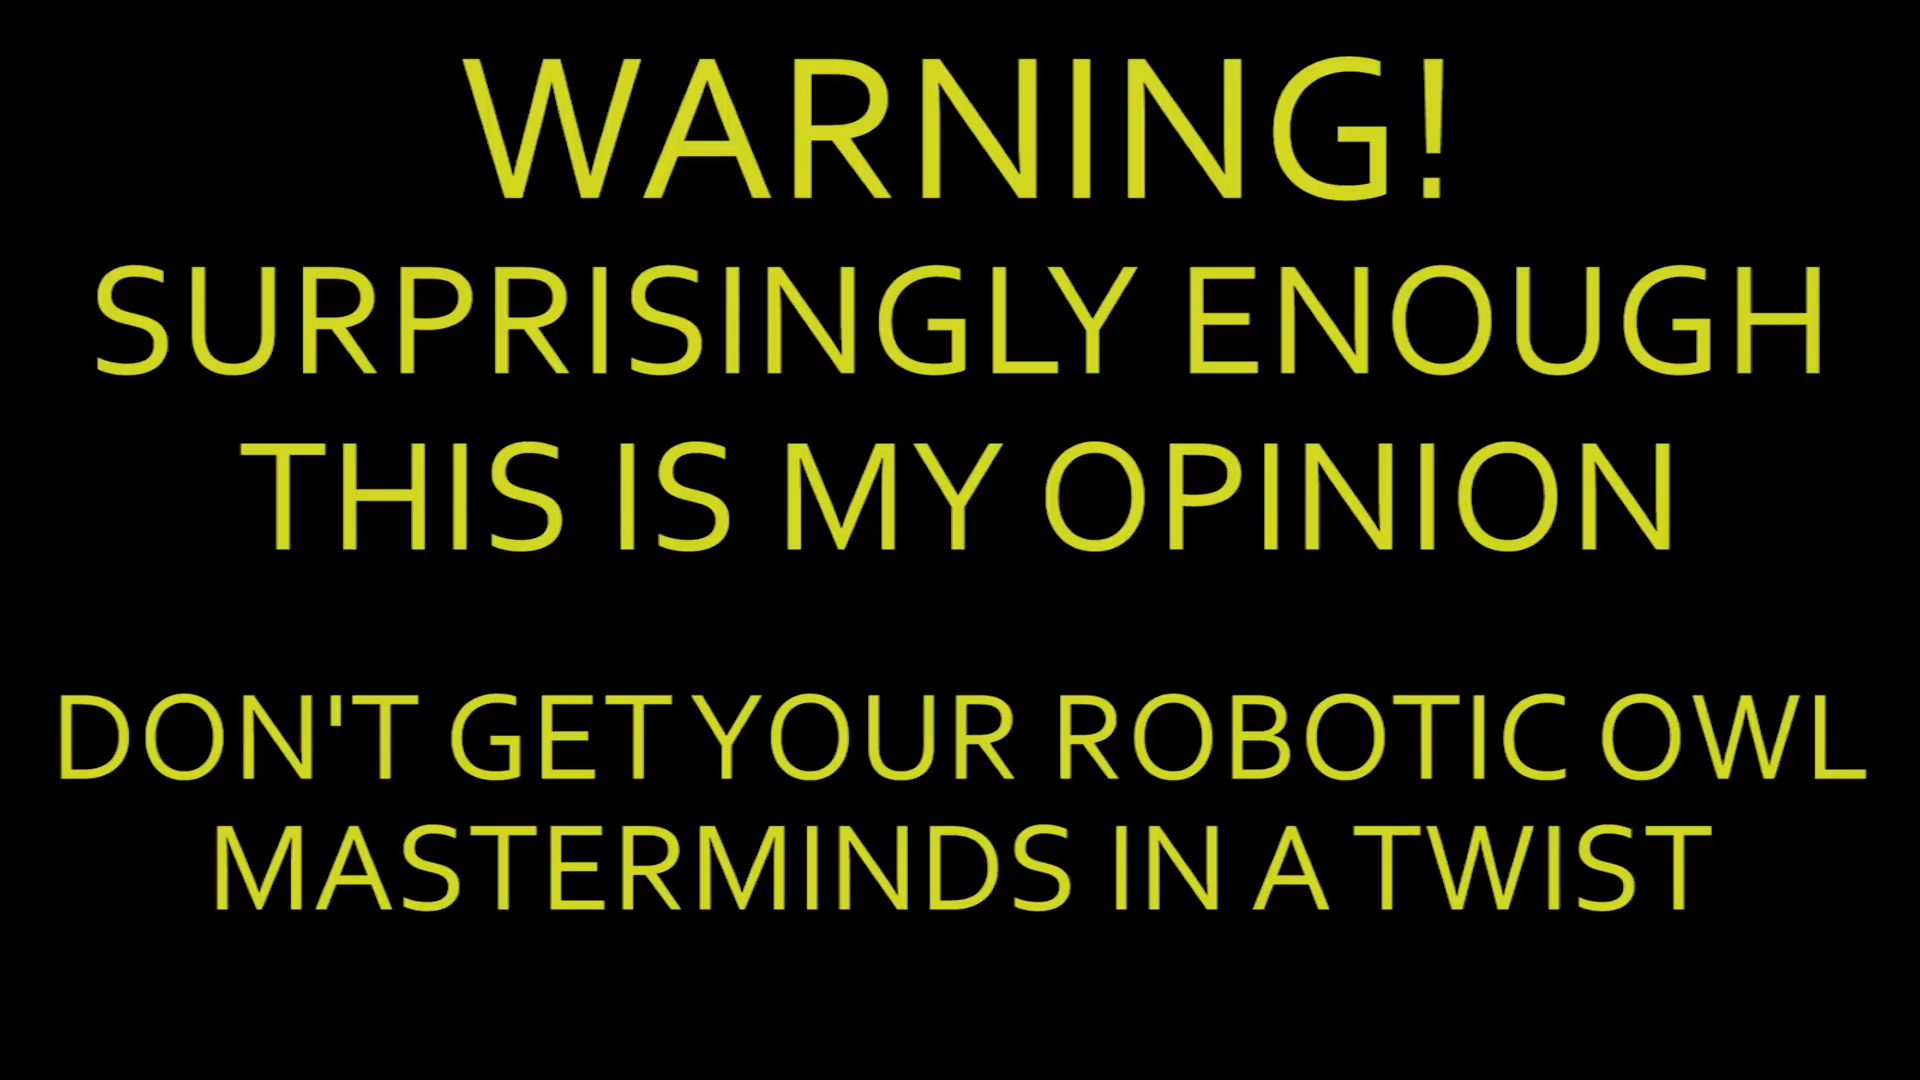 WARNING!
SURPRISINGLY ENOUGH
THIS IS MY OPINION
DON'T GET YOUR ROBOTIC OWL
MASTERMINDS IN A TWIST